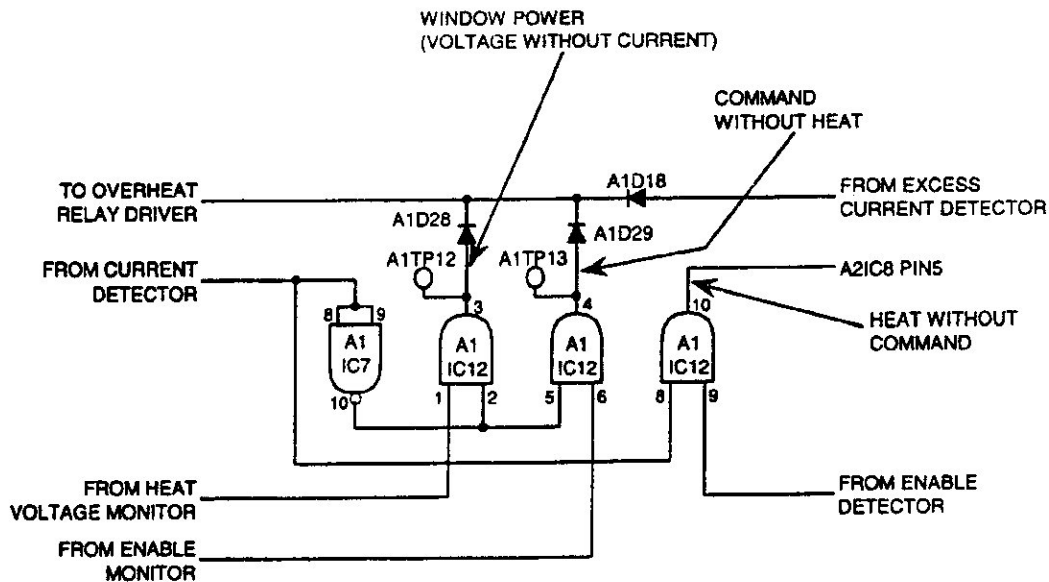 WINDOW POWER
(VOLTAGE WITHOUT CURRENT)
COMMAND
WITHOUT HEAT
TO OVERHEAT
RELAY DRIVER
A1D18
FROM EXCESS
CURRENT DETECTOR
A1D28
A1D29
A1TP12
A1TP13
FROM CURRENT
DETECTOR
A2IC8 PIN5
3
4
10
8
9
A1
IC7
A1
IC12
A1
IC12
A1
IC12
HEAT WITHOUT
COMMAND
10
1
2
5
6
8
9
FROM HEAT
VOLTAGE MONITOR
FROM ENABLE
DETECTOR
FROM ENABLE
MONITOR